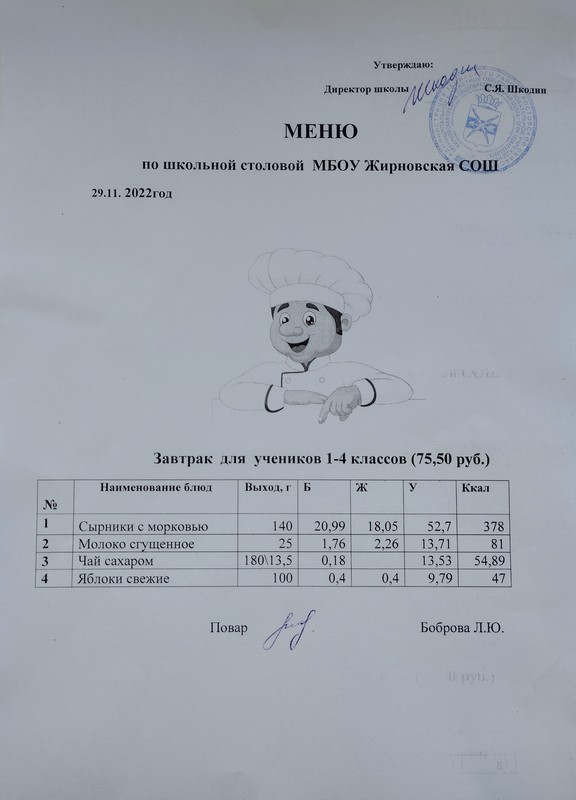 Утверждаю:
Директор школы Шкодин С.Я. Шкодин
МЕНЮ
по школьной столовой МБОУ Жирновская СОШ
29.11. 2022год
Завтрак для учеников 1-4 классов (75,50 руб.)
№ Наименование блюд Выход, г Б Ж У Ккал
1 Сырники с морковью 140 20,99 18,05 52,7 378
2 Молоко сгущенное 25 1,76 2,26 13,71 81
3 Чай сахаром 180\13,5 0,18 13,53 54,89
4 Яблоки свежие 100 0,4 0,4 9,79 47
Повар Боброва Л.Ю.